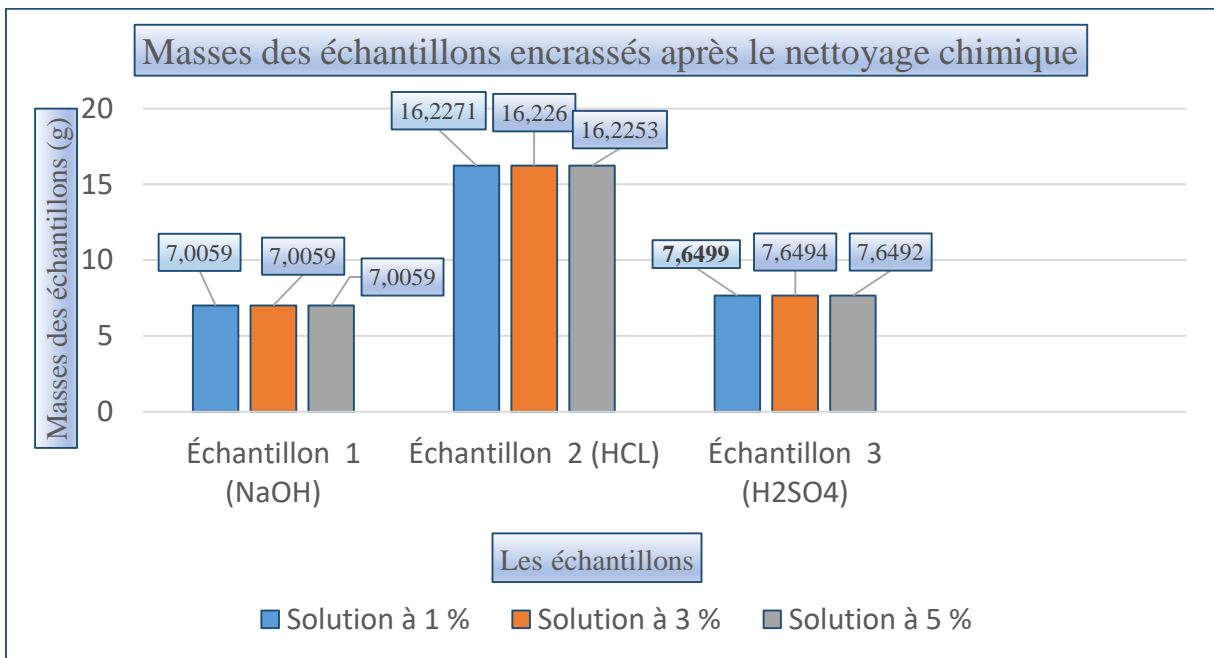 Masses des échantillons encrassés après le nettoyage chimique
Masses des échantillons (g)
20
15
10
5
0
7,0059
7,0059
7,0059
16,2271
16,226
16,2253
7,6499
7,6494
7,6492
Échantillon 1
(NaOH)
Échantillon 2 (HCL)
Échantillon 3
(H2SO4)
Les échantillons
Solution à 1 %
Solution à 3 %
Solution à 5 %